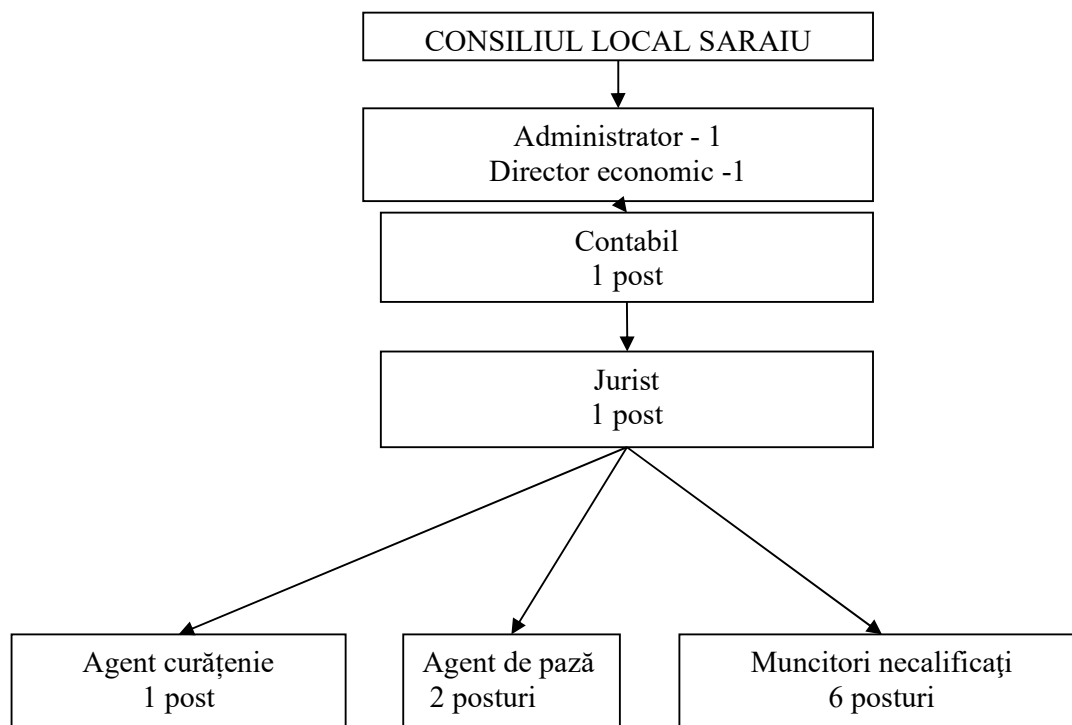 CONSILIUL LOCAL SARAIU
Administrator - 1
Director economic -1
Contabil
1 post
Jurist
1 post
Agent curățenie
1 post
Agent de pază
2 posturi
Muncitori necalificaţi
6 posturi